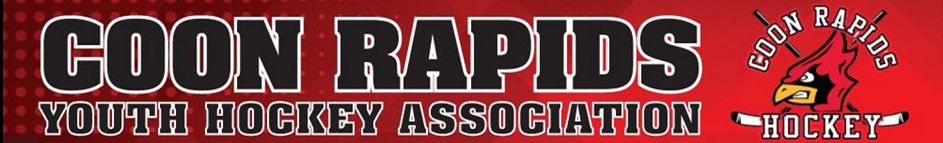 COON RAPIDS
YOUTH HOCKEY ASSOCIATION
COON RAPIDS
HOCKEY